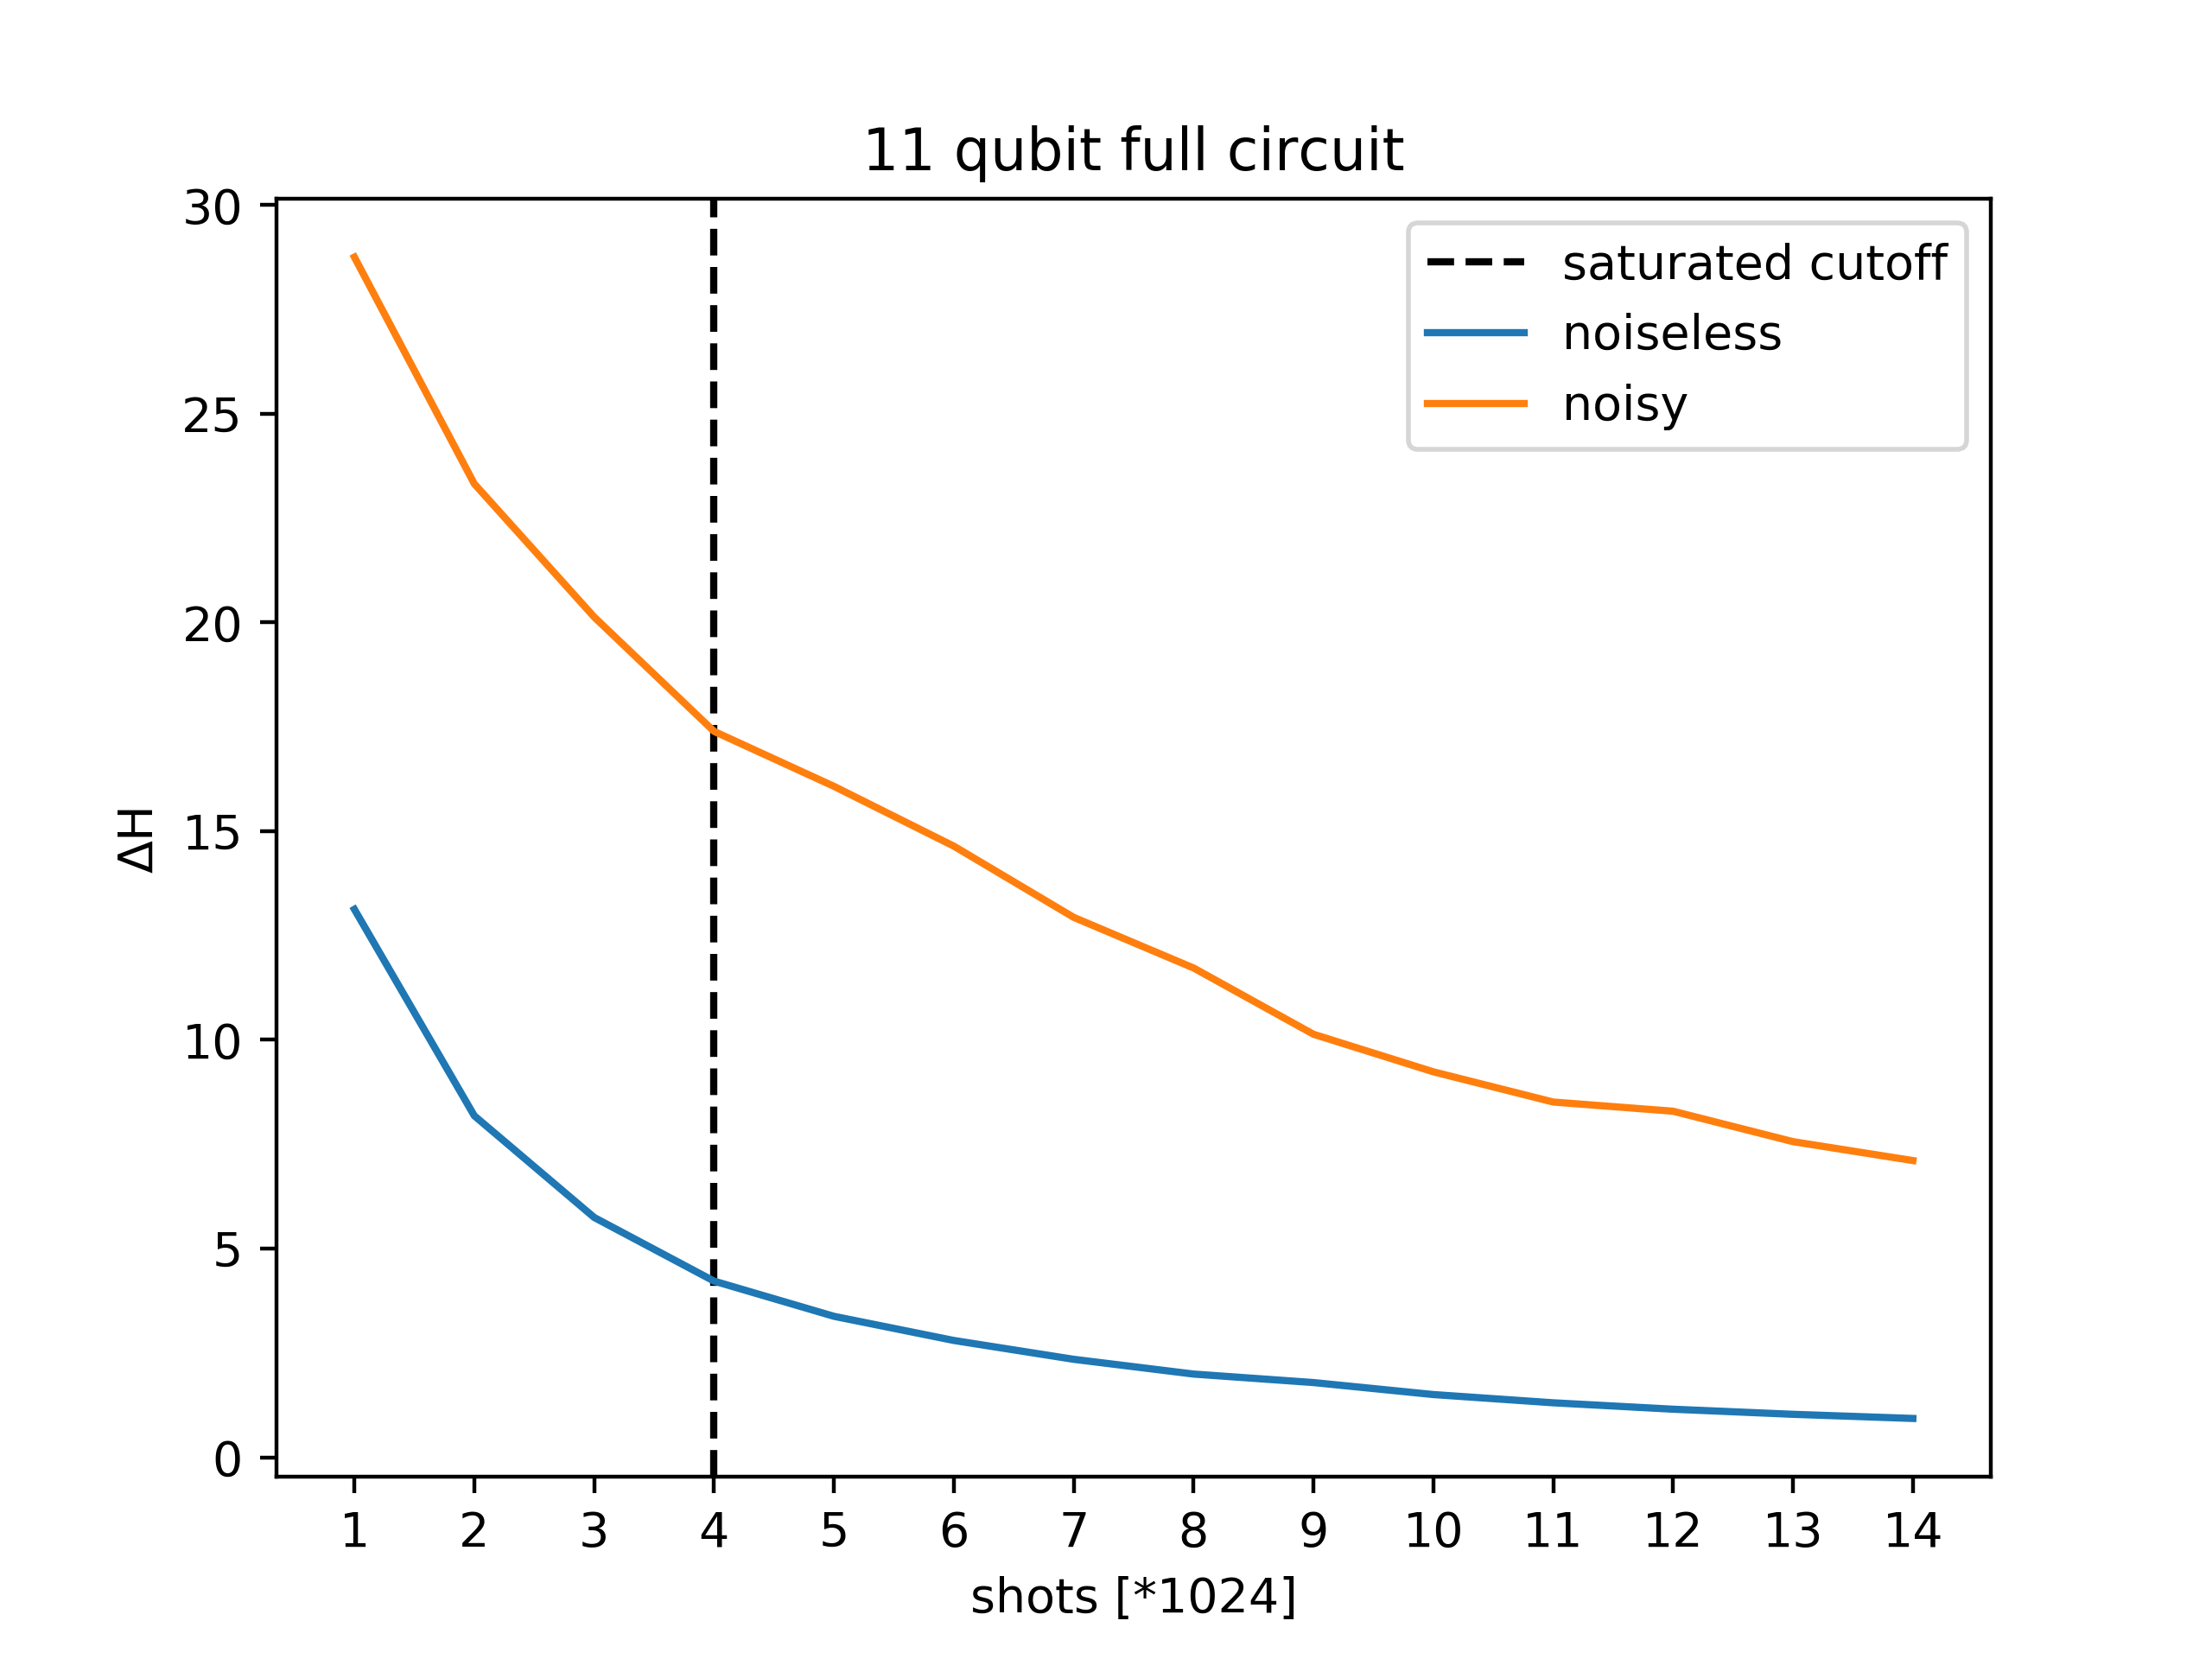 11 qubit full circuit
30
25
20
15
10
5
0
ΔH
saturated cutoff
noiseless
noisy
1 2 3 4 5 6 7 8 9 10 11 12 13 14
shots [*1024]